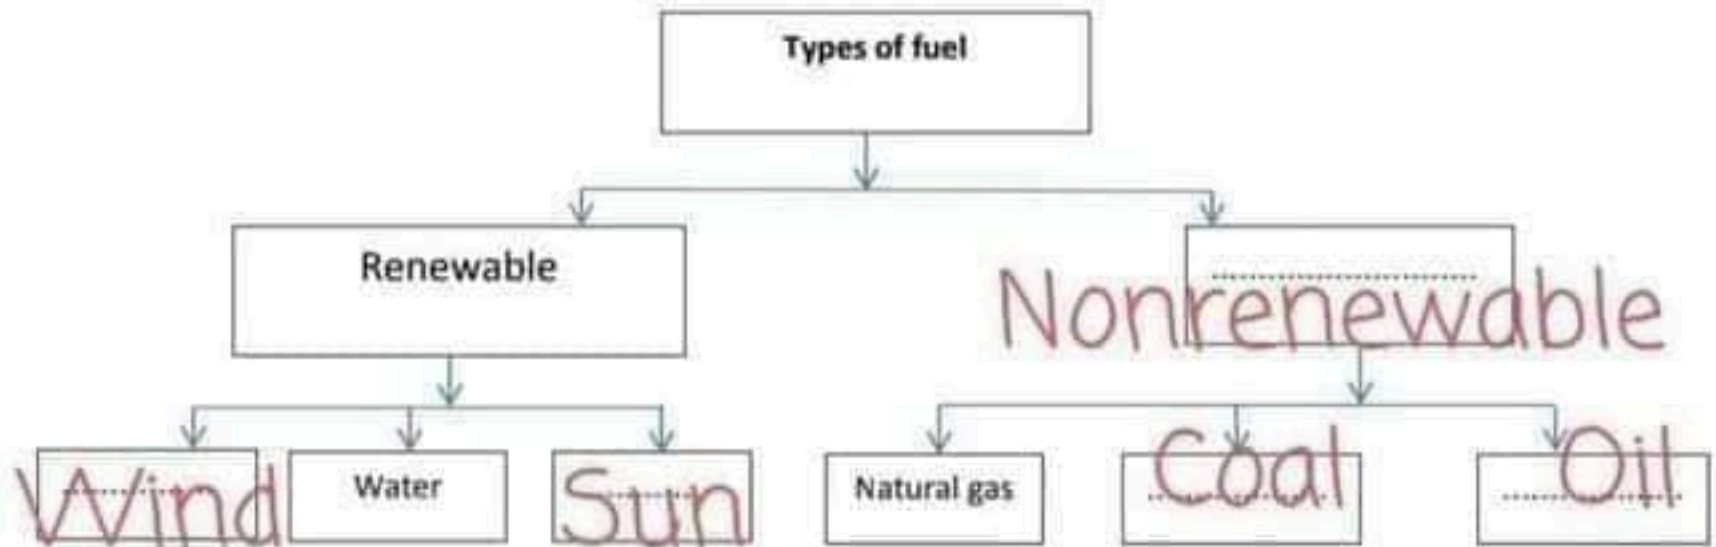 Types of fuel
Renewable
Nonrenewable
Wind
Water
Sun
Natural gas
Coal
Oil